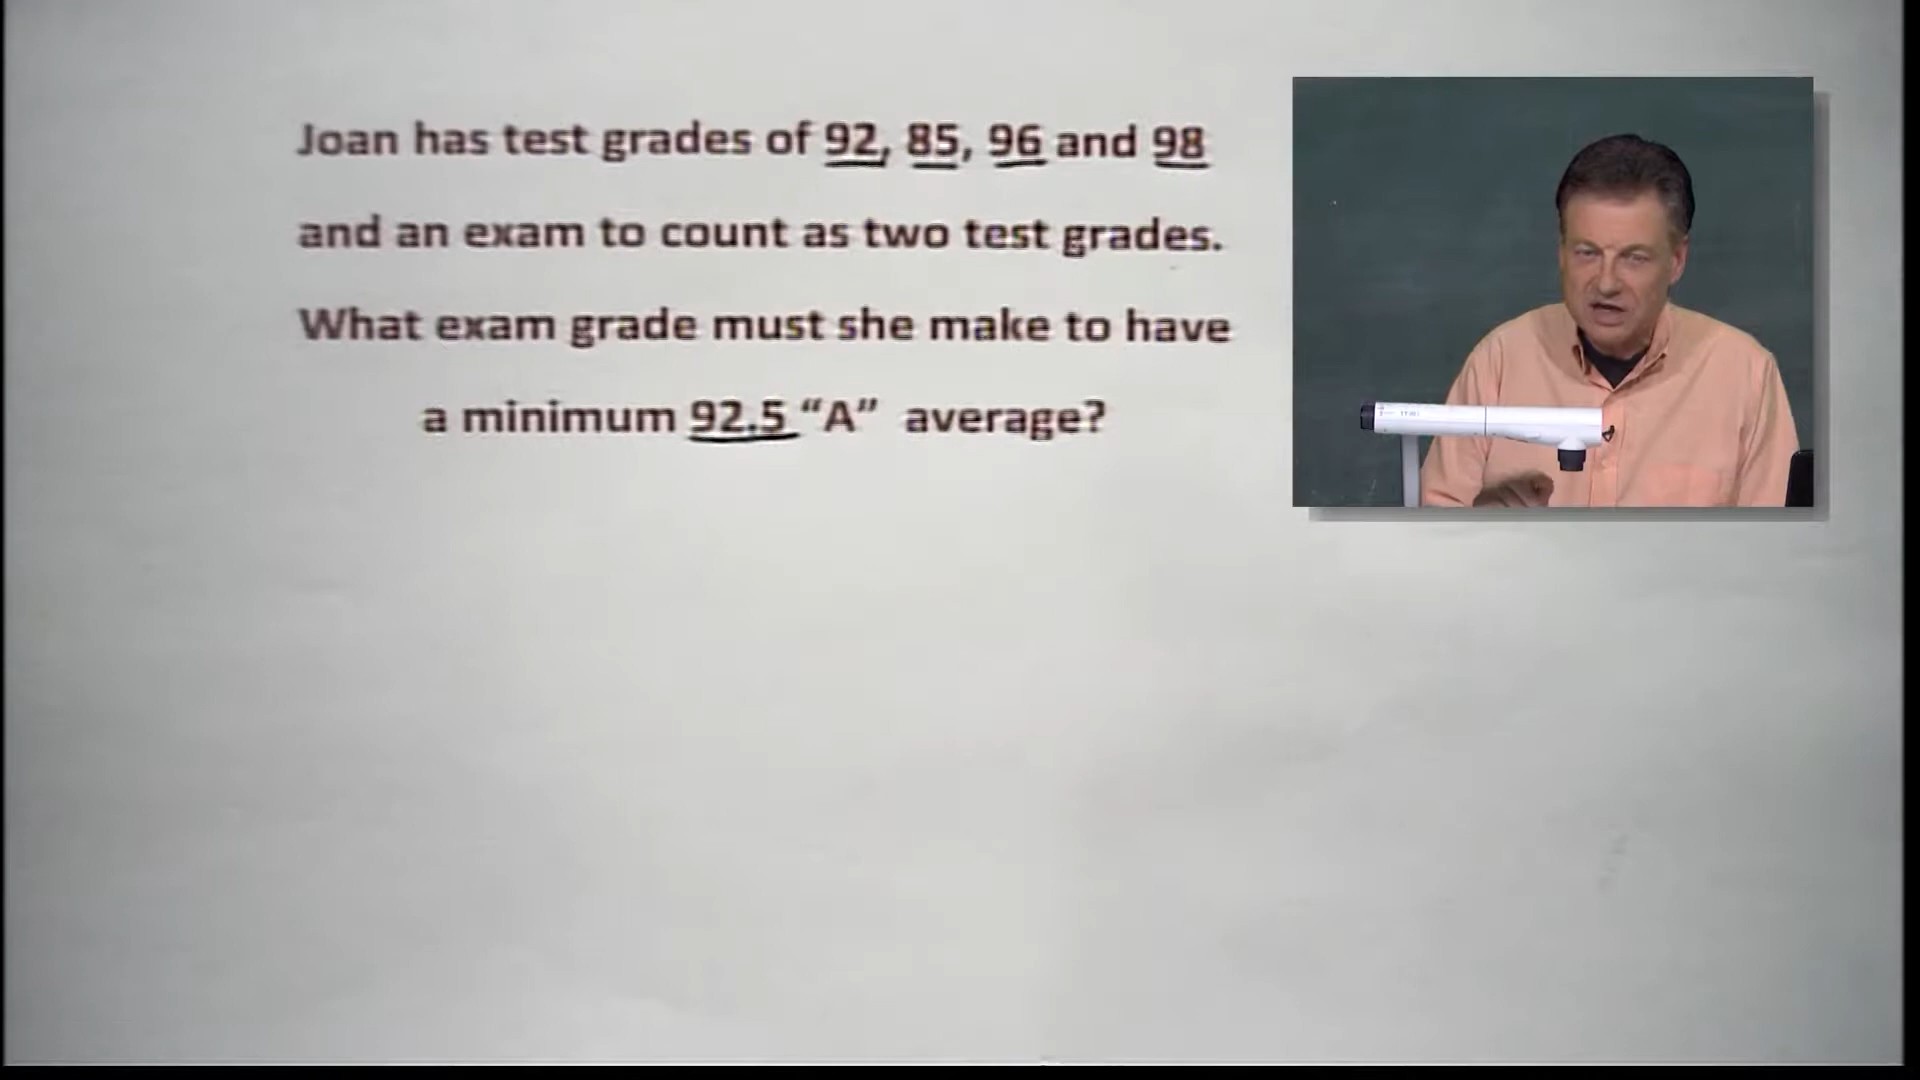 Joan has test grades of 92, 85, 96 and 98
and an exam to count as two test grades.
What exam grade must she make to have
a minimum 92.5 “A” average?